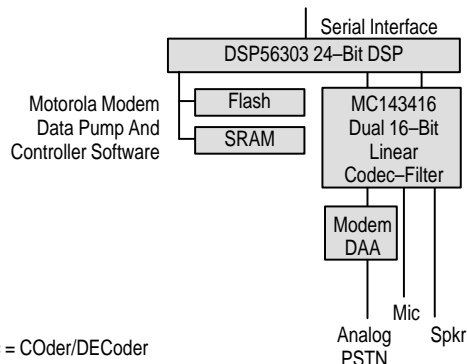 Serial Interface
DSP56303 24–Bit DSP
Motorola Modem
Data Pump And
Controller Software
Flash
SRAM
MC143416
Dual 16–Bit
Linear
Codec–Filter
Modem
DAA
Mic
Analog
PSTN
Spkr
= COder/DECoder